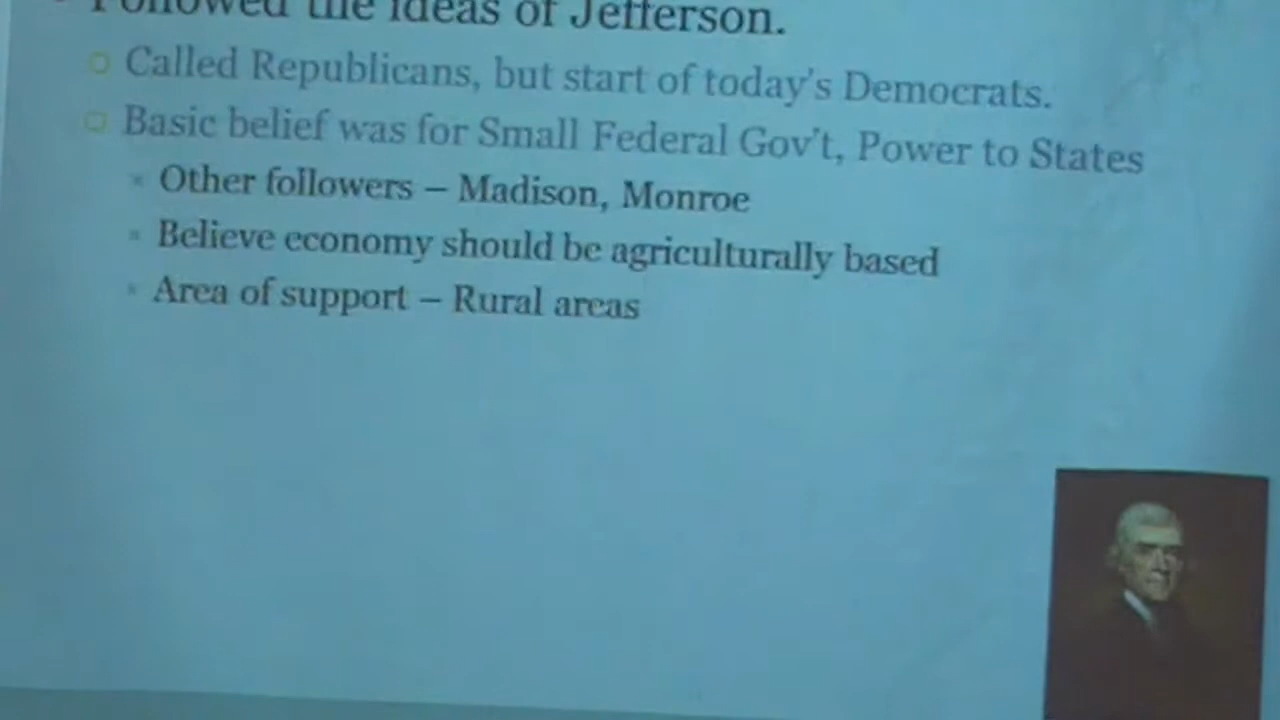 Followed the ideas of Jefferson.
Called Republicans, but start of today's Democrats.
Basic belief was for Small Federal Gov't, Power to States
Other followers – Madison, Monroe
Believe economy should be agriculturally based
Area of support – Rural areas